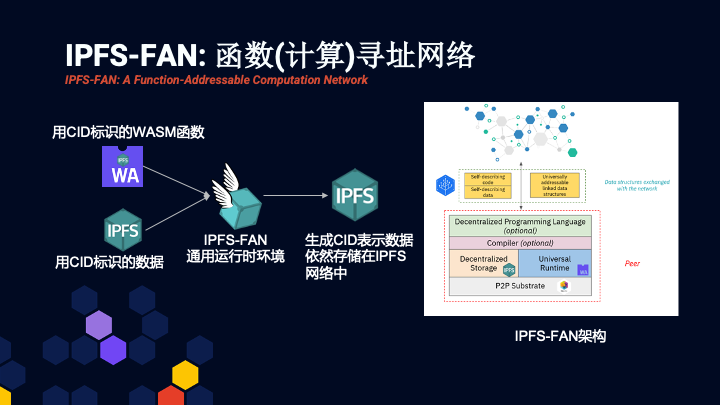 IPFS-FAN: 函数(计算)寻址网络
IPFS-FAN: A Function-Addressable Computation Network
用CID标识的WASM函数
IPFS
WA
IPFS
用CID标识的数据
IPFS-FAN
通用运行时环境
IPFS
生成CID表示数据
依然存储在IPFS
网络中
Self-describing
code
Self-describing
data
Universally
addressable
linked data
structures
Data structures exchanged
with the network
Decentralized Programming Language
(optional)
Compiler (optional)
Decentralized
Storage
IPFS
Universal
Runtime
WA
P2P Substrate
Peer
IPFS-FAN架构